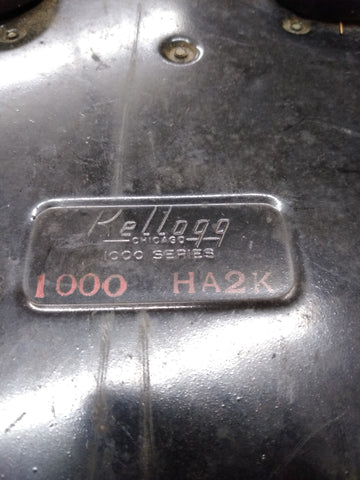 Kellogg
CHICAGO
1000 SERIES
1000 HA2K